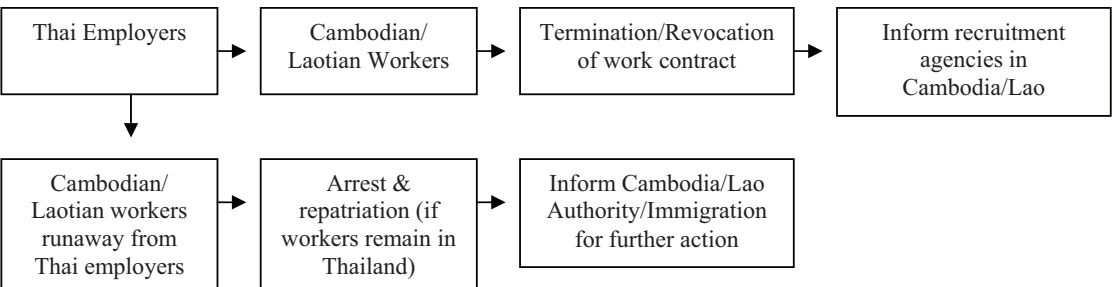 Thai Employers
Cambodian/
Laotian Workers
Termination/Revocation
of work contract
Inform recruitment
agencies in
Cambodia/Lao
Cambodian/
Laotian workers
runaway from
Thai employers
Arrest &
repatriation (if
workers remain in
Thailand)
Inform Cambodia/Lao
Authority/Immigration
for further action